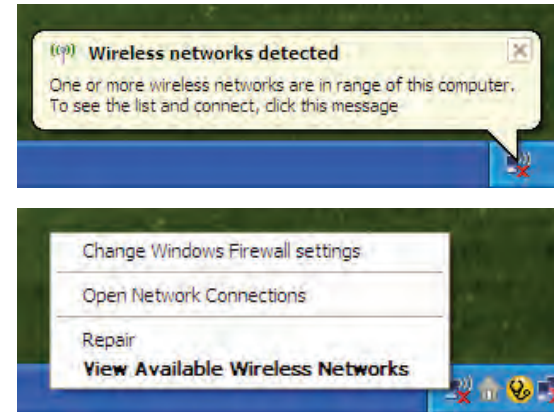 Wireless networks detected
One or more wireless networks are in range of this computer.
To see the list and connect, click this message
Change Windows Firewall settings
Open Network Connections
Repair
View Available Wireless Networks